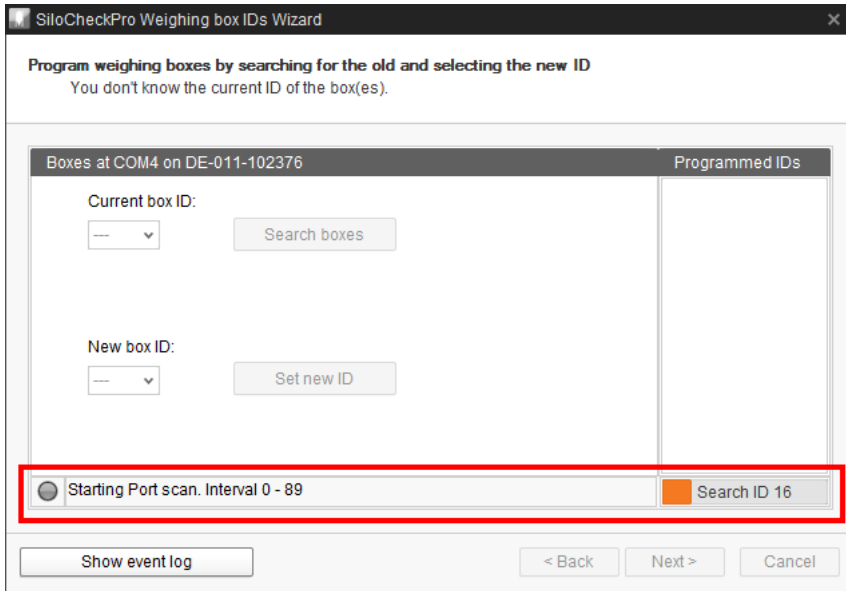 SiloCheckPro Weighing box IDs Wizard
Program weighing boxes by searching for the old and selecting the new ID
You don't know the current ID of the box(es).
Boxes at COM4 on DE-011-102376
Programmed IDs
Current box ID:
---
Search boxes
New box ID:
---
Set new ID
Starting Port scan. Interval 0 - 89
Search ID 16
Show event log
< Back
Next >
Cancel